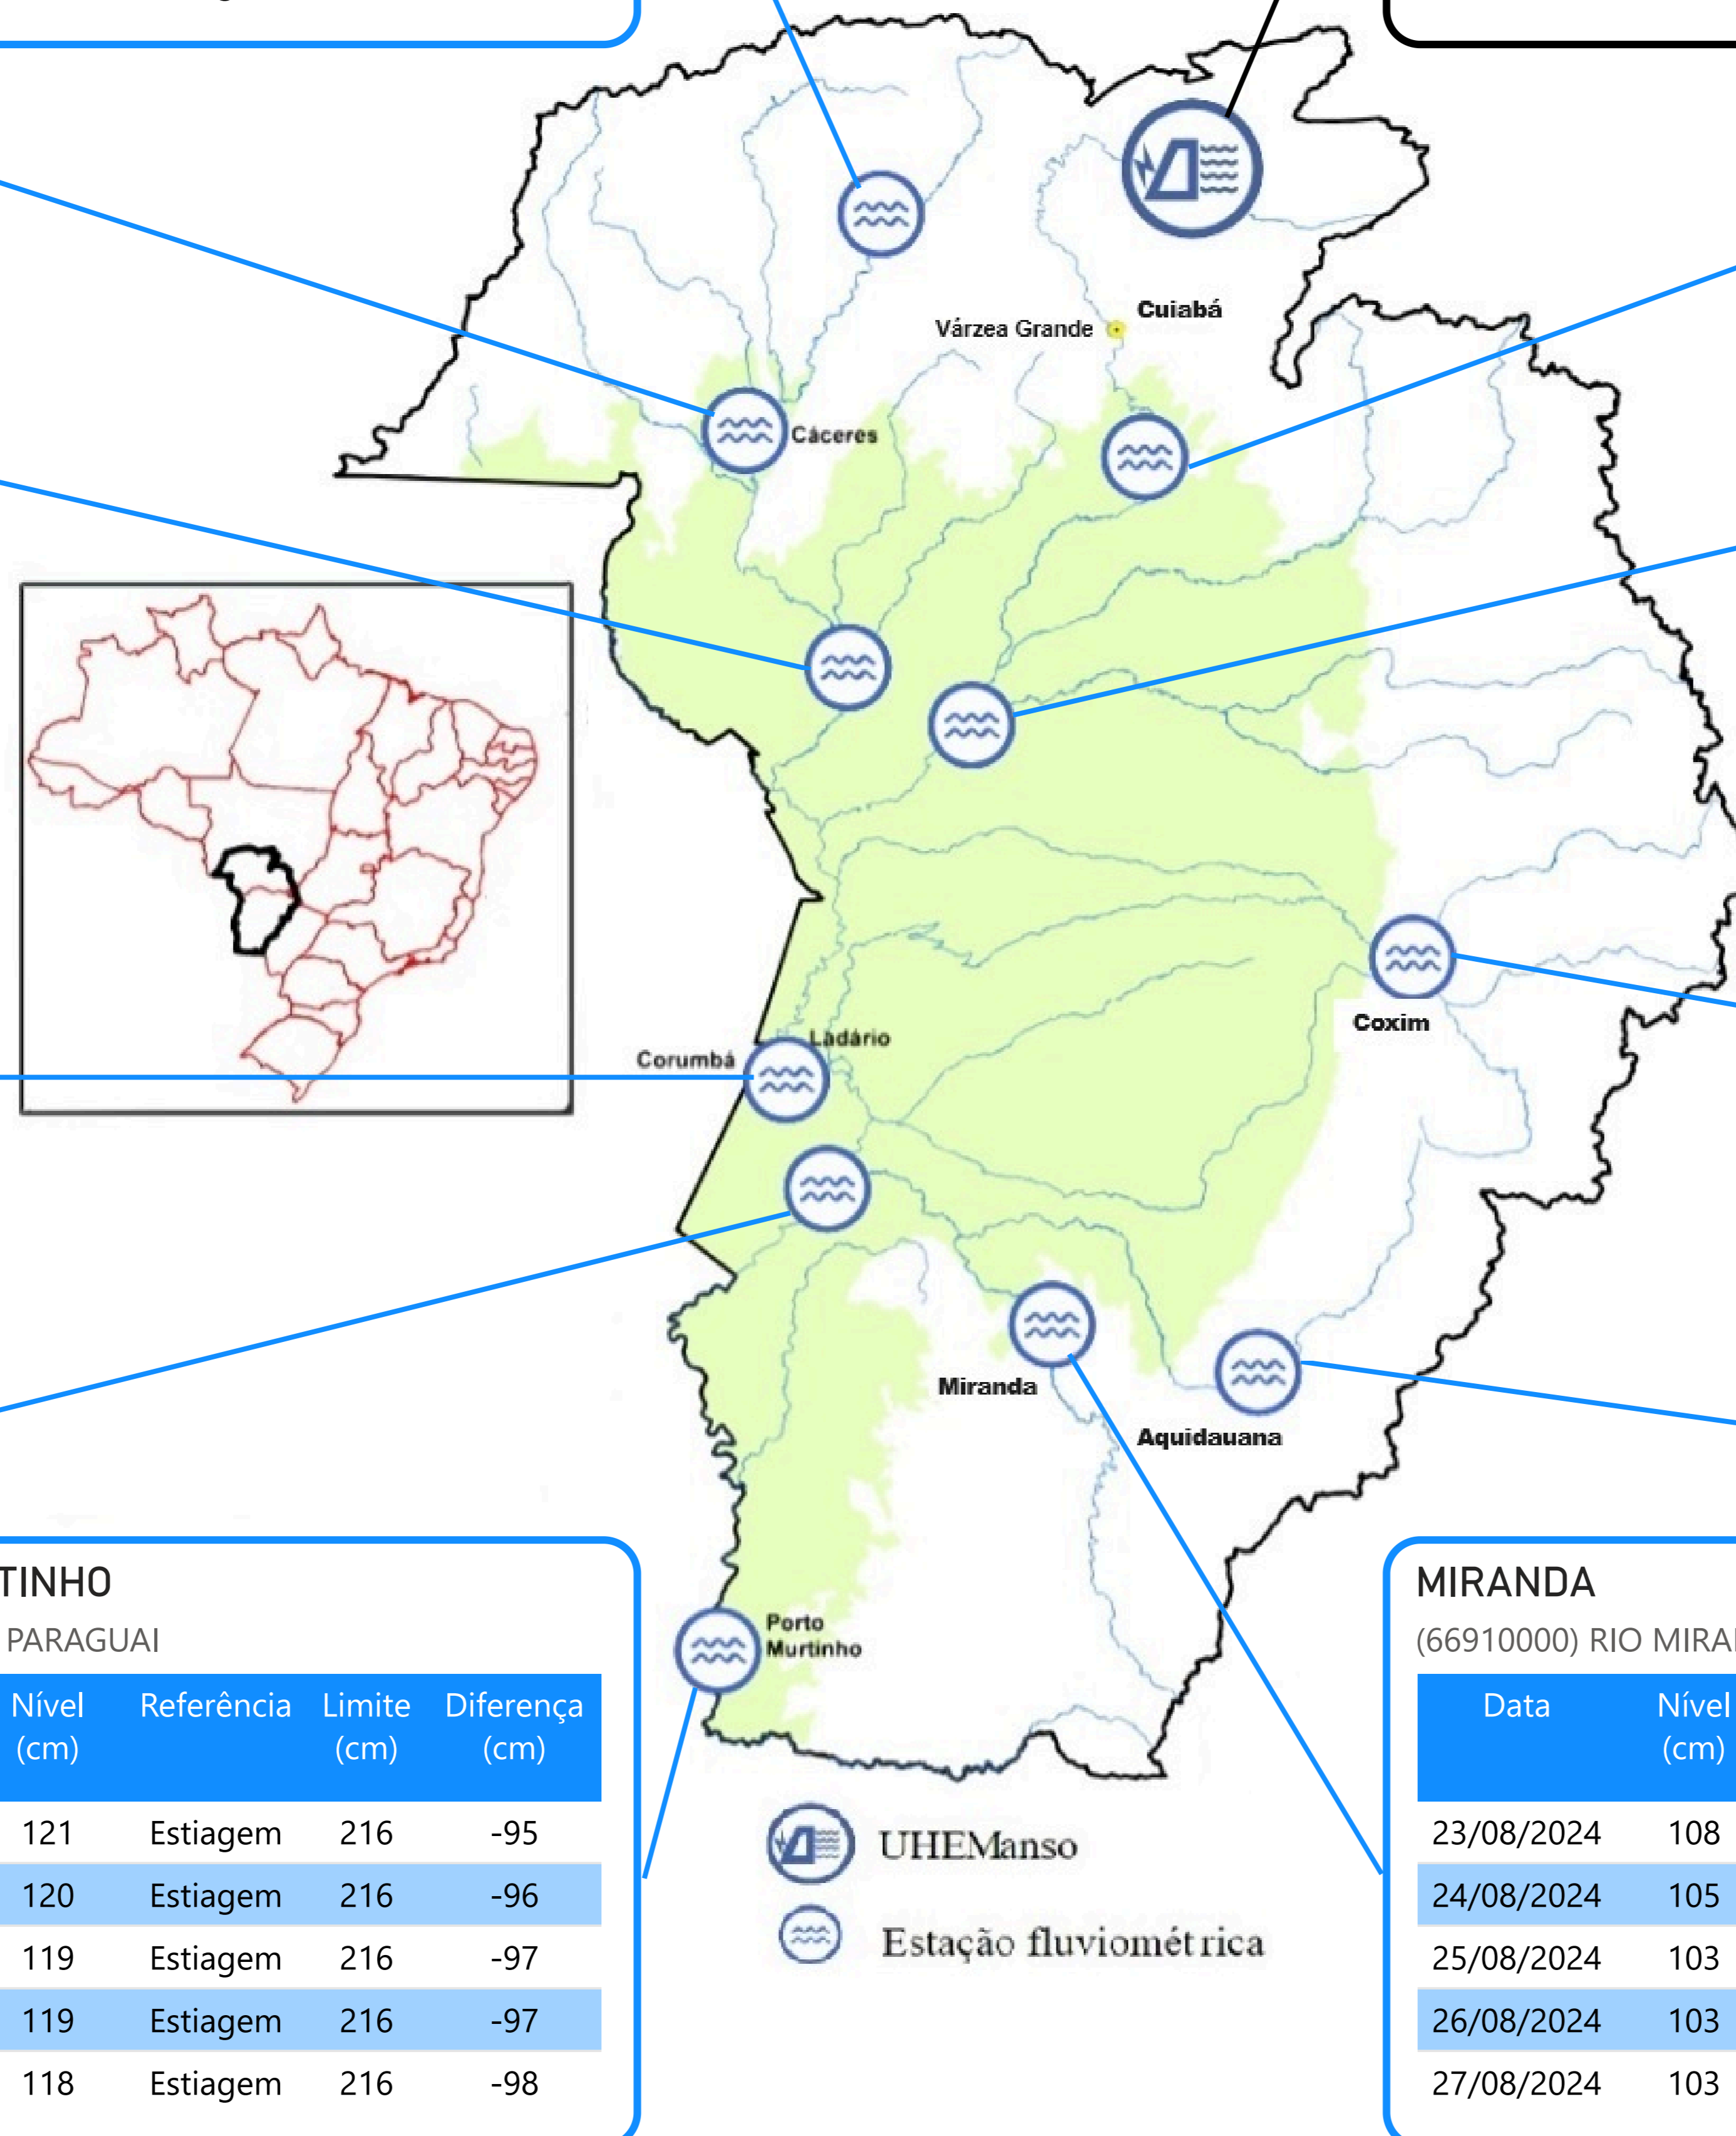 Cuiabá
Várzea Grande
Cáceres
Coxim
Ladário
Corumbá
Miranda
Aquidauana
Porto
Murtinho
TINHO
PARAGUAI
Nível (cm) Referência Limite (cm) Diferença (cm)
121 Estiagem 216 -95
120 Estiagem 216 -96
119 Estiagem 216 -97
119 Estiagem 216 -97
118 Estiagem 216 -98
UHEManso
Estação fluviométrica
MIRANDA
(66910000) RIO MIRA
Data Nível (cm)
23/08/2024 108
24/08/2024 105
25/08/2024 103
26/08/2024 103
27/08/2024 103